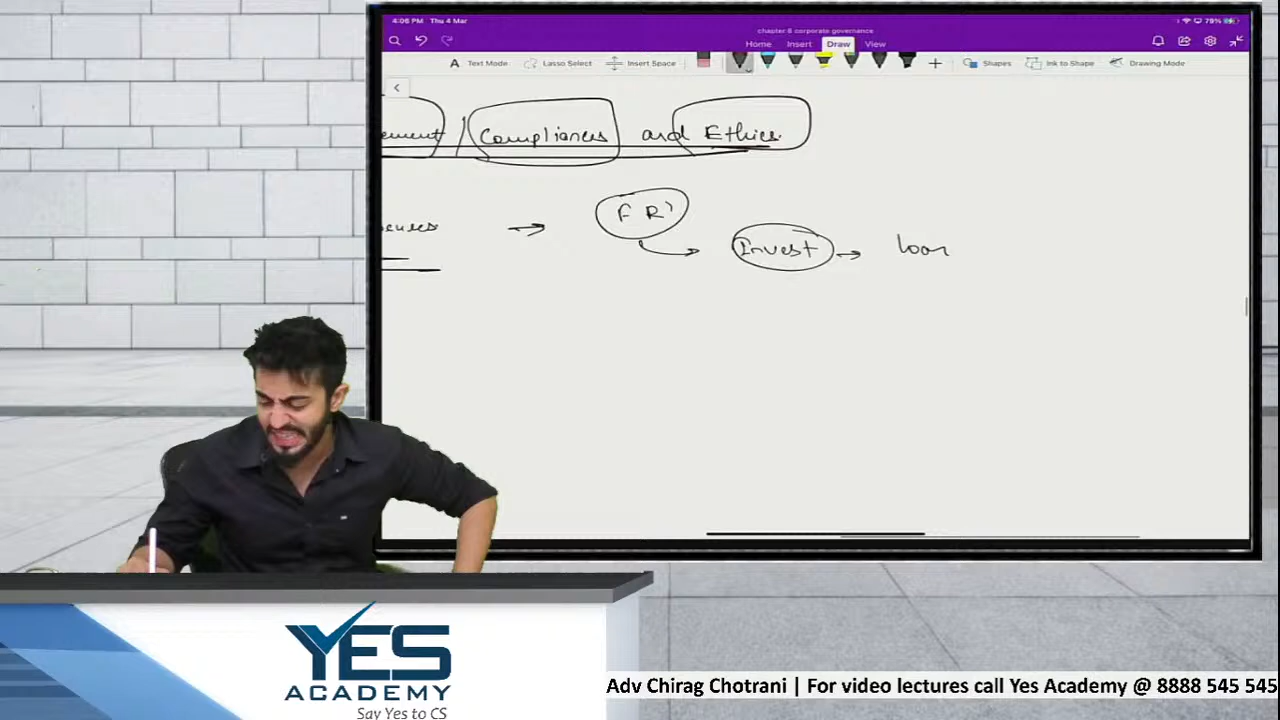 4:06 PM Thu 4 Mar
79%
chapter 6 corporate governance
Home Insert Draw View
Text Mode Lasso Select Insert Space Shapes Ink to Shape Drawing Mode
ement / Compliances and Ethics
enses → F R' → Invest → loan
YES
ACADEMY
Say Yes to CS
Adv Chirag Chotrani | For video lectures call Yes Academy @ 8888 545 545